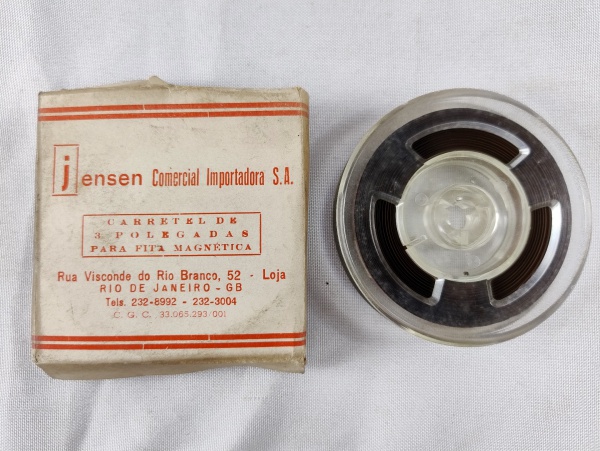 jensen Comercial Importadora S.A.
CARRETEL DE
3 POLEGADAS
PARA FITA MAGNÉTICA
Rua Visconde do Rio Branco, 52 - Loja
RIO DE JANEIRO - GB
Tels. 232-8992 - 232-3004
C. G. C. 33.065.293/001